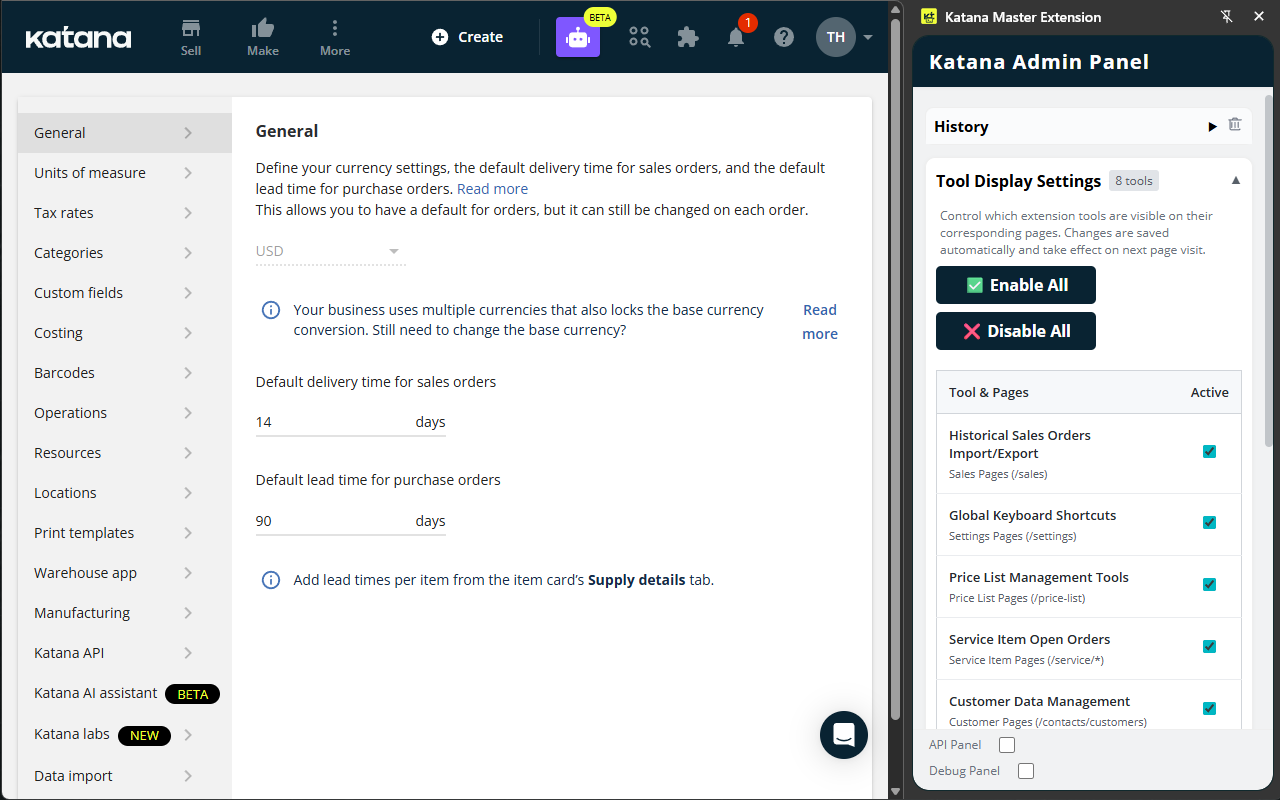 katana
Sell
Make
More
Create
BETA
1
TH
General
Units of measure
Tax rates
Categories
Custom fields
Costing
Barcodes
Operations
Resources
Locations
Print templates
Warehouse app
Manufacturing
Katana API
Katana AI assistant BETA
Katana labs NEW
Data import
General
Define your currency settings, the default delivery time for sales orders, and the default
lead time for purchase orders. Read more
This allows you to have a default for orders, but it can still be changed on each order.
USD
Your business uses multiple currencies that also locks the base currency
conversion. Still need to change the base currency?
Read
more
Default delivery time for sales orders
14 days
Default lead time for purchase orders
90 days
Add lead times per item from the item card's Supply details tab.
kt
Katana Master Extension
Katana Admin Panel
History
Tool Display Settings 8 tools
Control which extension tools are visible on their
corresponding pages. Changes are saved
automatically and take effect on next page visit.
Enable All
Disable All
Tool & Pages Active
Historical Sales Orders
Import/Export
Sales Pages (/sales)
Global Keyboard Shortcuts
Settings Pages (/settings)
Price List Management Tools
Price List Pages (/price-list)
Service Item Open Orders
Service Item Pages (/service/*)
Customer Data Management
Customer Pages (/contacts/customers)
API Panel
Debug Panel